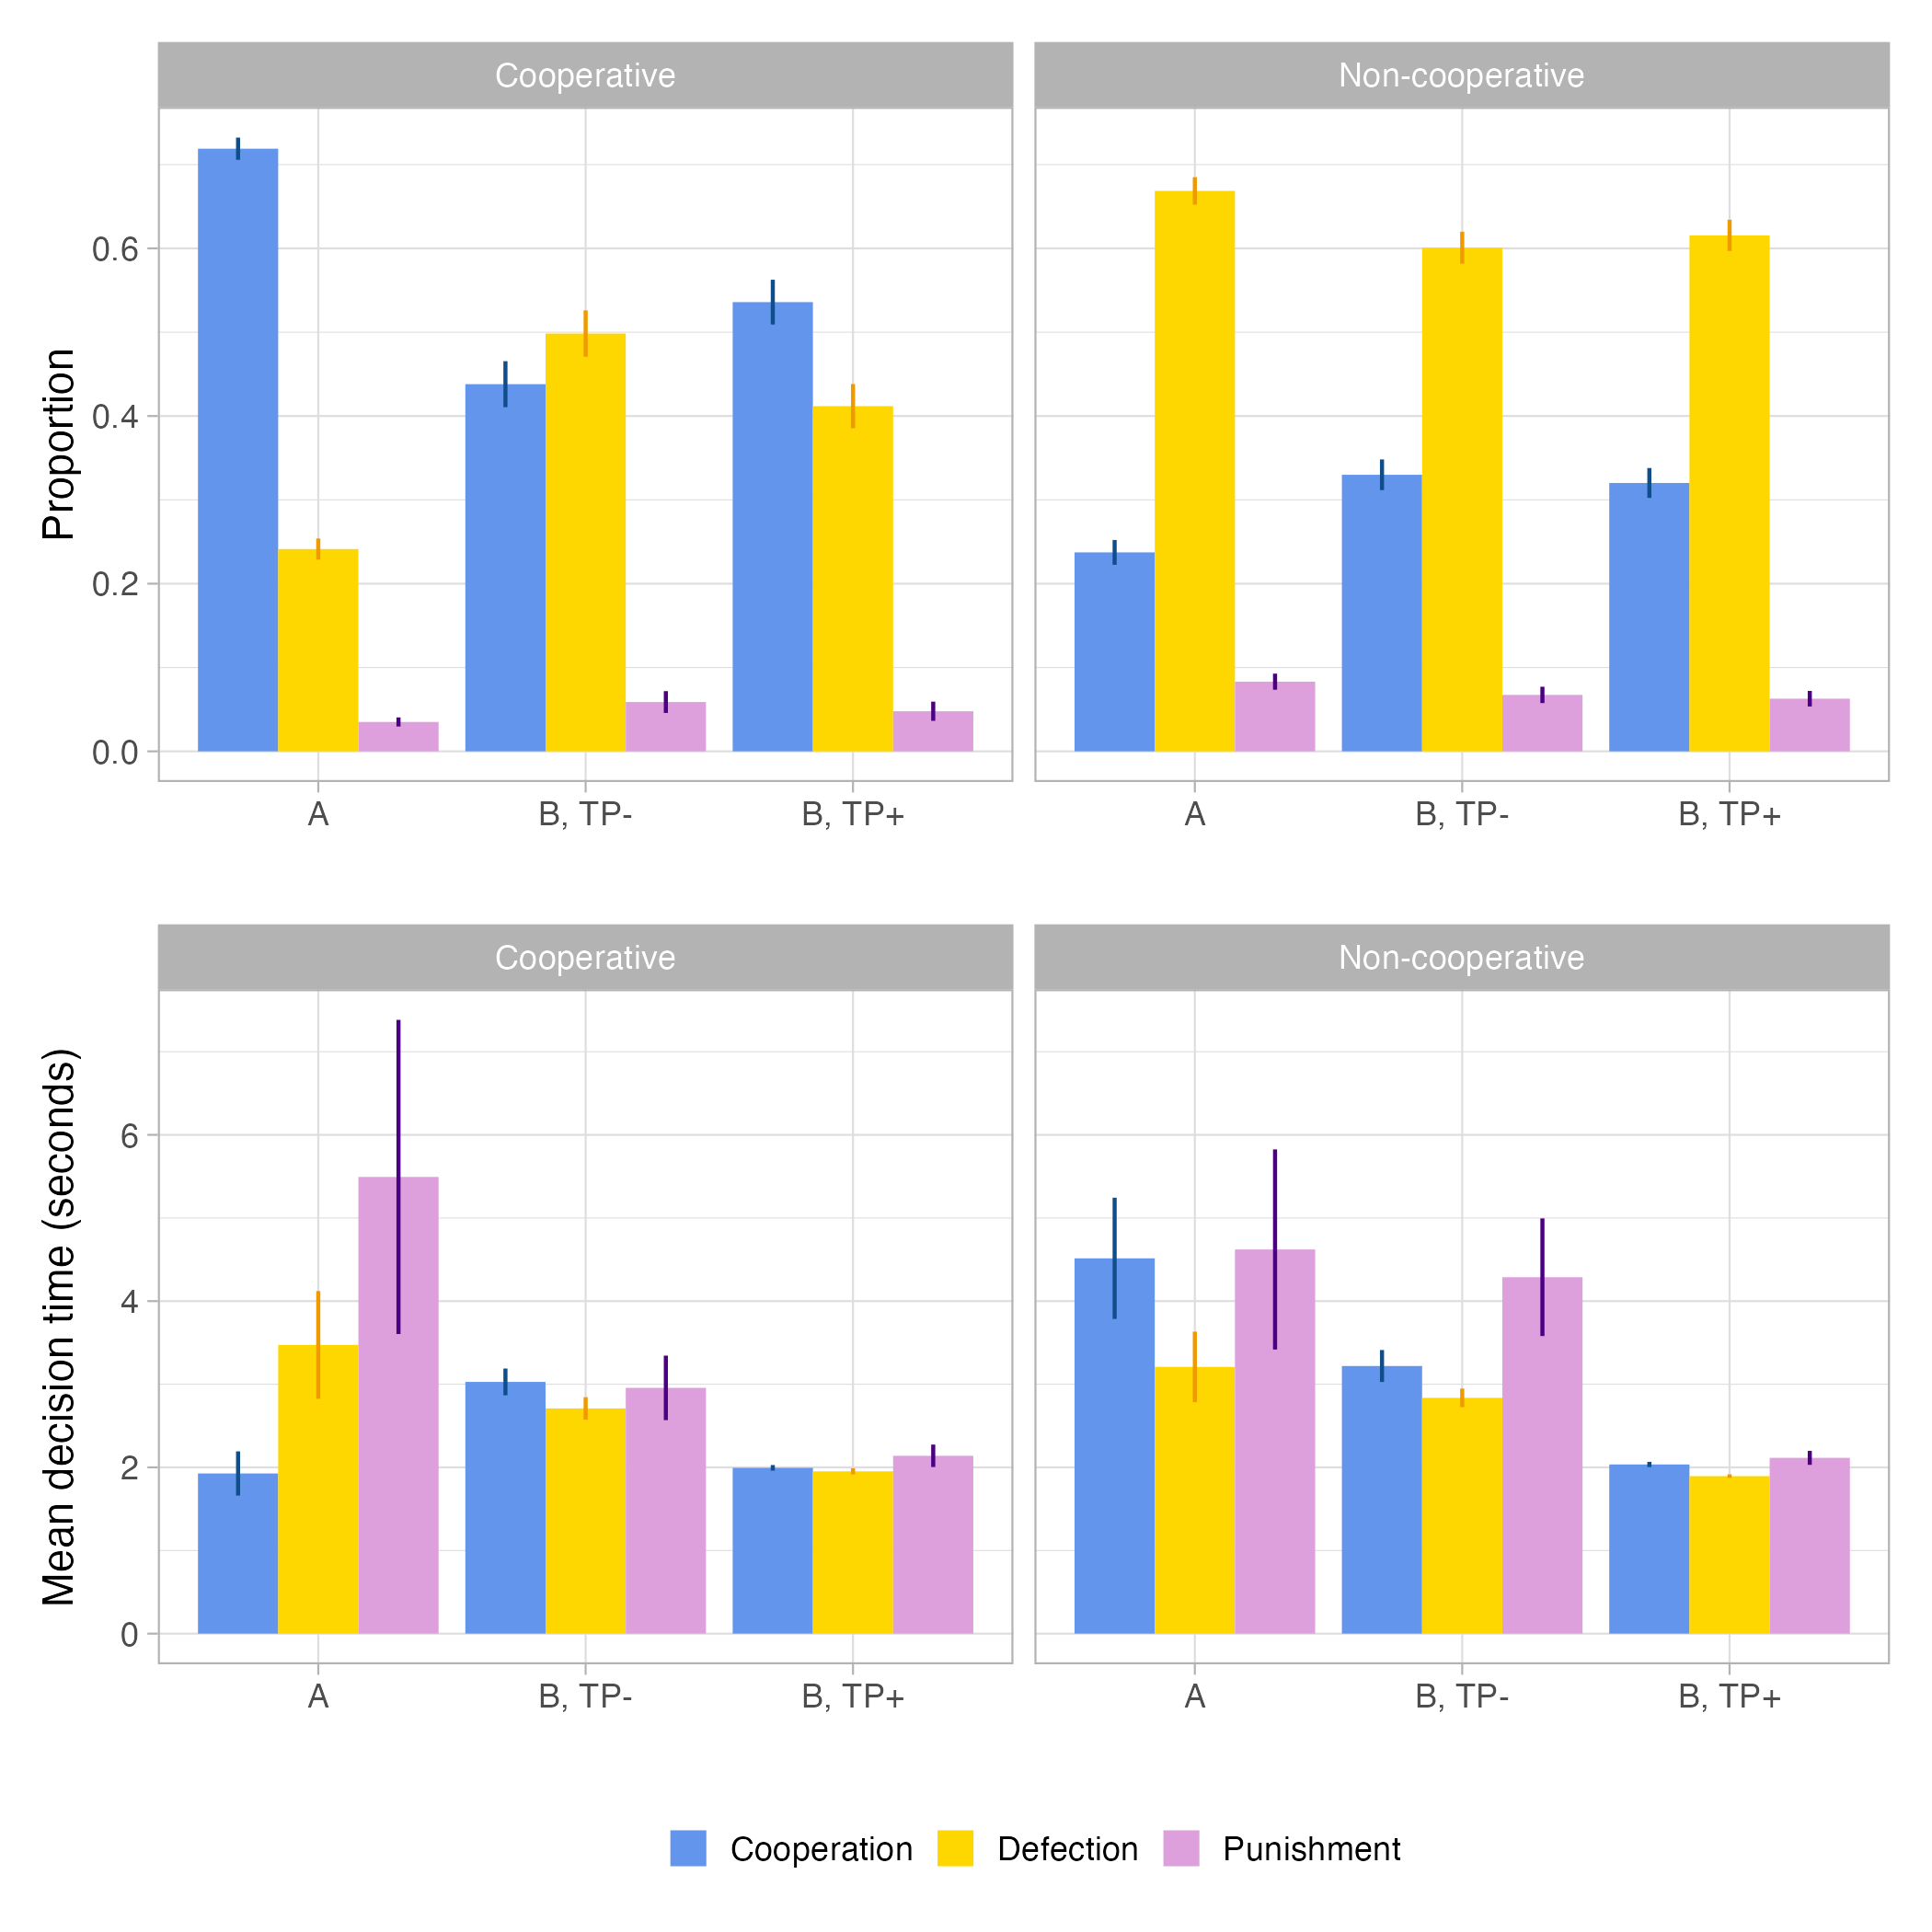 Cooperative
Non-cooperative
Proportion
0.6
0.4
0.2
0.0
A
B, TP-
B, TP+
A
B, TP-
B, TP+
Cooperative
Non-cooperative
Mean decision time (seconds)
6
4
2
0
A
B, TP-
B, TP+
A
B, TP-
B, TP+
Cooperation
Defection
Punishment